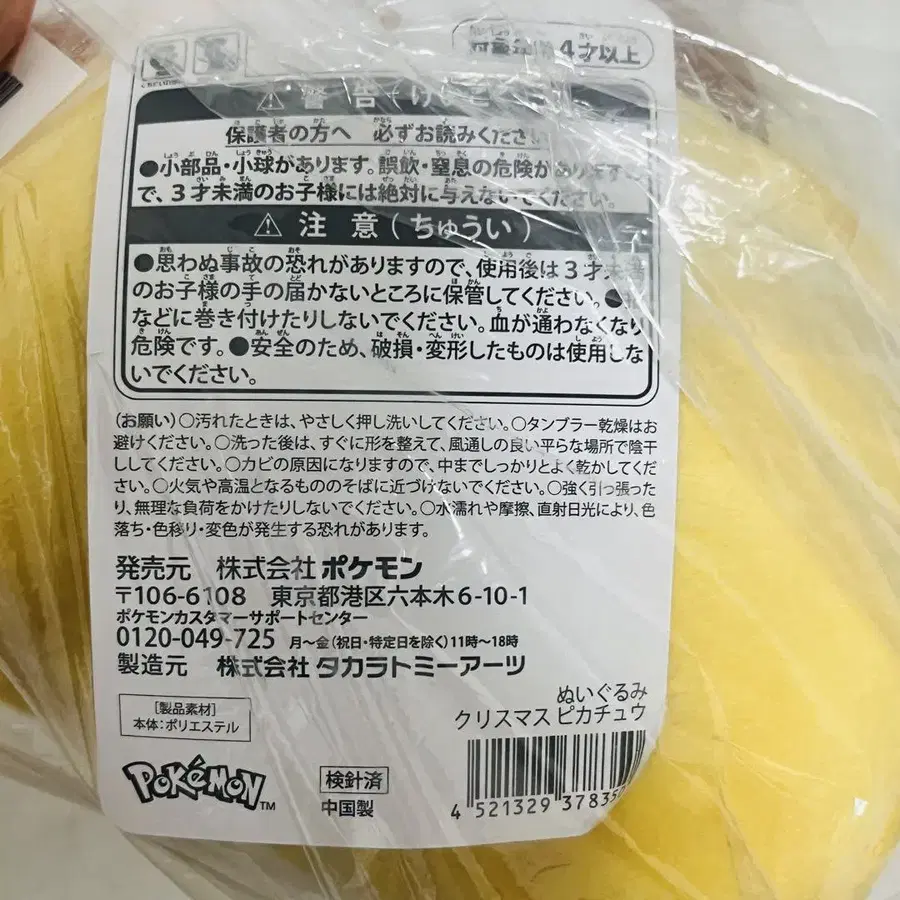 対象年齢4才以上
⚠ 警告
保護者の方へ 必ずお読みください
●小部品・小球があります。誤飲・窒息の危険がありますの
で、3才未満のお子様には絶対に与えないでください。
⚠ 注意(ちゅうい)
●思わぬ事故の恐れがありますので、使用後は3才未満
のお子様の手の届かないところに保管してください。●
などに巻き付けたりしないでください。血が通わなくなり
危険です。●安全のため、破損・変形したものは使用しな
いでください。
(お願い)○汚れたときは、やさしく押し洗いしてください。○タンブラー乾燥はお
避けください。○洗った後は、すぐに形を整えて、風通しの良い平らな場所で陰干
ししてください。○カビの原因になりますので、中までしっかりとよく乾かしてくだ
さい。○火気や高温となるもののそばに近づけないでください。○強く引っ張った
り、無理な負荷をかけたりしないでください。○水濡れや摩擦、直射日光により、色
落ち・色移り・変色が発生する恐れがあります。
発売元 株式会社ポケモン
〒106-6108 東京都港区六本木6-10-1
ポケモンカスタマーサポートセンター
0120-049-725 月〜金(祝日・特定日を除く)11時〜18時
製造元 株式会社タカラトミーアーツ
ぬいぐるみ
クリスマス ピカチュウ
[製品素材]
本体:ポリエステル
POKéMON™
検針済
中国製
4 521329 37835